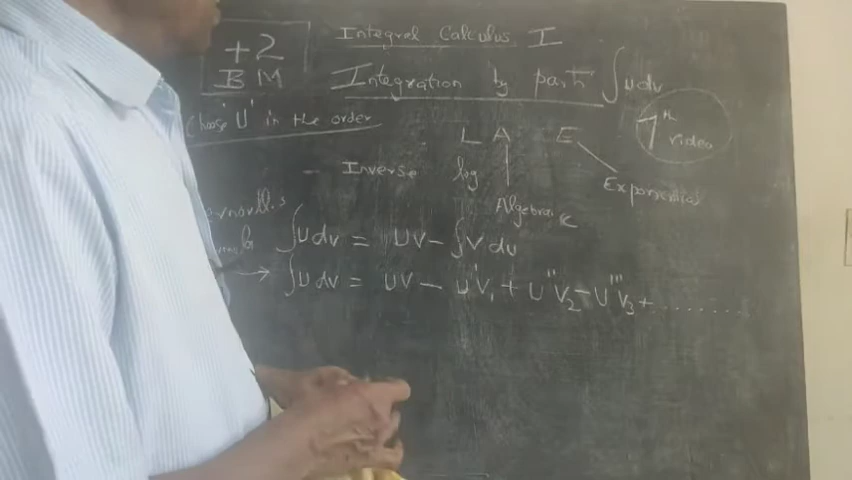 +2 Integral Calculus I
BM Integration by parts ∫udv
Choose 'U' in the order 7th video
L A E
- Inverse log Exponential
Algebraic
∫udv = uv - ∫vdu
→ ∫udv = uv - u'v₁ + u''v₂ - u'''v₃ + ........